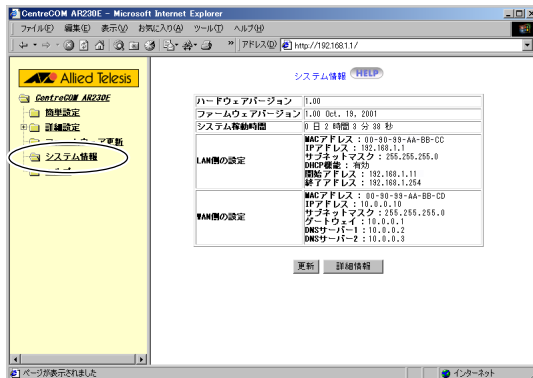 CentreCOM AR230E - Microsoft Internet Explorer
ファイル(F) 編集(E) 表示(V) お気に入り(A) ツール(T) ヘルプ(H)
アドレス(D) http://192.168.1.1/
Allied Telesis
CentreCOM AR230E
簡単設定
詳細設定
ファームウェア更新
システム情報
システム情報 HELP
ハードウェアバージョン 1.00
ファームウェアバージョン 1.00 Oct. 19, 2001
システム稼動時間 0 日 2 時間 3 分 38 秒
LAN側の設定
MACアドレス : 00-90-99-AA-BB-CC
IPアドレス : 192.168.1.1
サブネットマスク : 255.255.255.0
DHCP機能 : 有効
開始アドレス : 192.168.1.11
終了アドレス : 192.168.1.254
WAN側の設定
MACアドレス : 00-90-99-AA-BB-CD
IPアドレス : 10.0.0.10
サブネットマスク : 255.255.255.0
ゲートウェイ : 10.0.0.1
DNSサーバー1 : 10.0.0.2
DNSサーバー2 : 10.0.0.3
更新 詳細情報
ページが表示されました インターネット